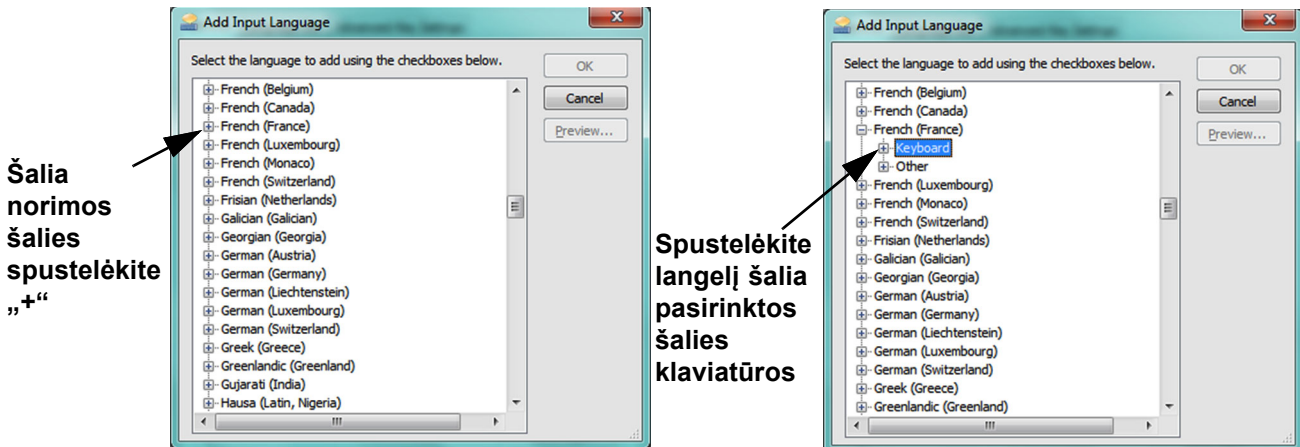 Šalia
norimos
šalies
spustelėkite
„+“
Add Input Language
Select the language to add using the checkboxes below.
French (Belgium)
French (Canada)
French (France)
French (Luxembourg)
French (Monaco)
French (Switzerland)
Frisian (Netherlands)
Galician (Galician)
Georgian (Georgia)
German (Austria)
German (Germany)
German (Liechtenstein)
German (Luxembourg)
German (Switzerland)
Greek (Greece)
Greenlandic (Greenland)
Gujarati (India)
Hausa (Latin, Nigeria)
OK
Cancel
Preview...
Spustelėkite
langelį šalia
pasirinktos
šalies
klaviatūros
Add Input Language
Select the language to add using the checkboxes below.
French (Belgium)
French (Canada)
French (France)
Keyboard
Other
French (Luxembourg)
French (Monaco)
French (Switzerland)
Frisian (Netherlands)
Galician (Galician)
Georgian (Georgia)
German (Austria)
German (Germany)
German (Liechtenstein)
German (Luxembourg)
German (Switzerland)
Greek (Greece)
Greenlandic (Greenland)
OK
Cancel
Preview...